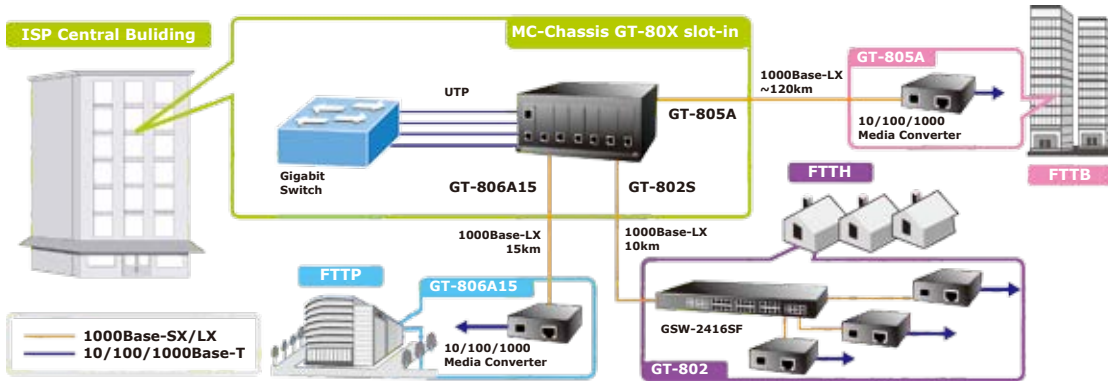 ISP Central Buliding
MC-Chassis GT-80X slot-in
UTP
Gigabit
Switch
GT-805A
GT-806A15
GT-802S
1000Base-LX
~120km
GT-805A
10/100/1000
Media Converter
FTTB
FTTH
1000Base-LX
15km
1000Base-LX
10km
FTTP
GT-806A15
10/100/1000
Media Converter
GSW-2416SF
GT-802
1000Base-SX/LX
10/100/1000Base-T